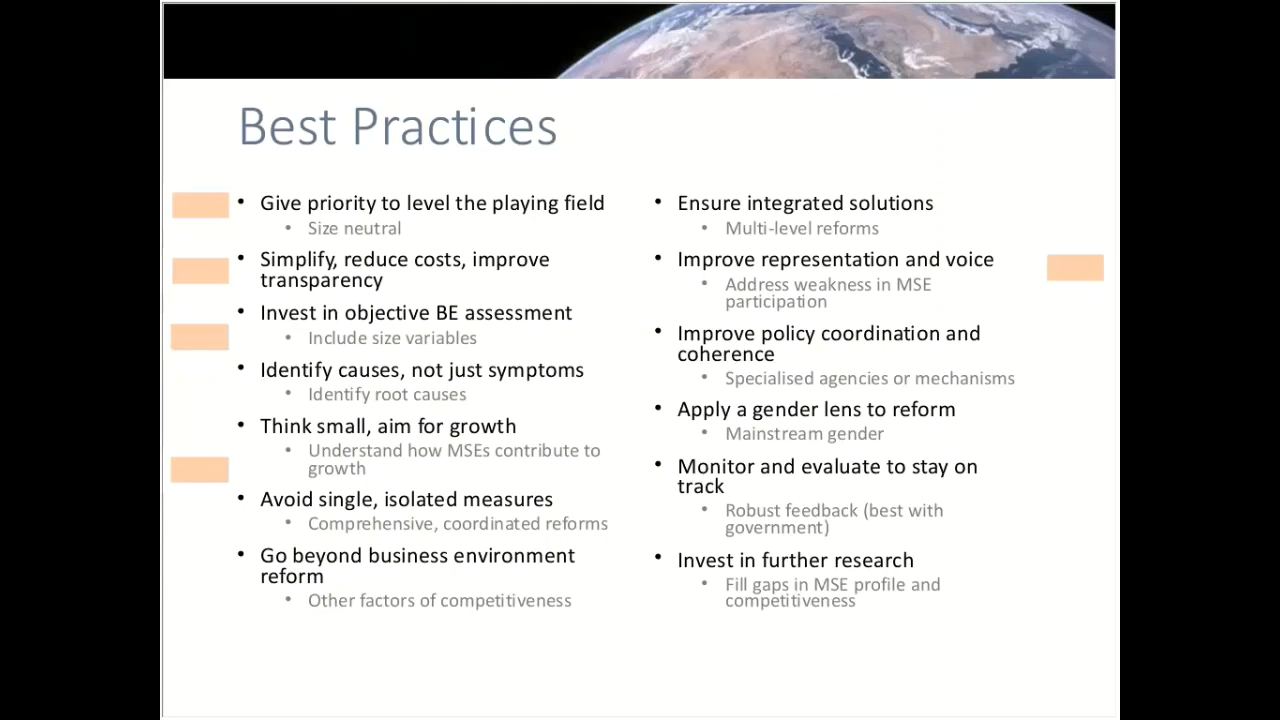 Best Practices
• Give priority to level the playing field
• Size neutral
• Simplify, reduce costs, improve
transparency
• Invest in objective BE assessment
• Include size variables
• Identify causes, not just symptoms
• Identify root causes
• Think small, aim for growth
• Understand how MSEs contribute to
growth
• Avoid single, isolated measures
• Comprehensive, coordinated reforms
• Go beyond business environment
reform
• Other factors of competitiveness
• Ensure integrated solutions
• Multi-level reforms
• Improve representation and voice
• Address weakness in MSE
participation
• Improve policy coordination and
coherence
• Specialised agencies or mechanisms
• Apply a gender lens to reform
• Mainstream gender
• Monitor and evaluate to stay on
track
• Robust feedback (best with
government)
• Invest in further research
• Fill gaps in MSE profile and
competitiveness